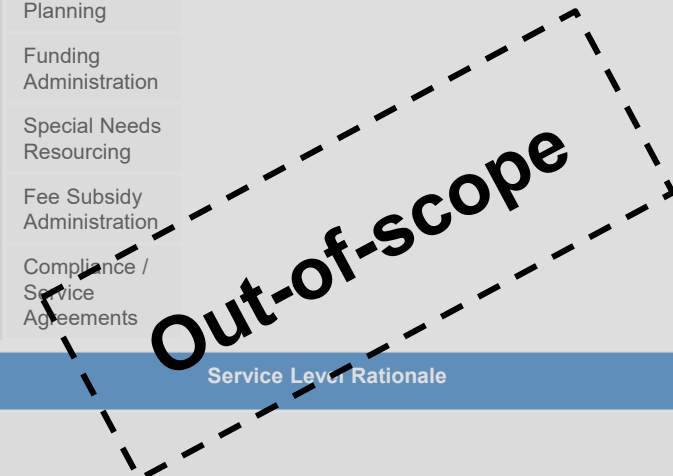 Planning
Funding
Administration
Special Needs
Resourcing
Fee Subsidy
Administration
Compliance /
Service
Agreements
Out-of-scope
Service Level Rationale